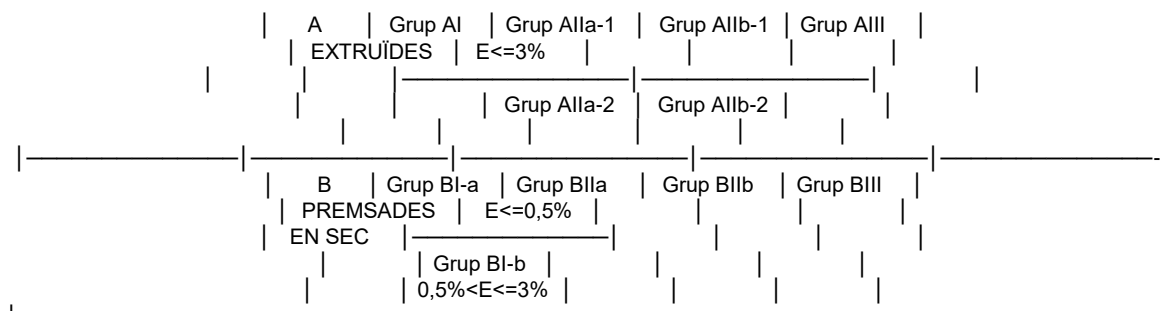 | A | Grup AI | Grup AIIa-1 | Grup AIIb-1 | Grup AIII |
| EXTRUÏDES | E<=3% | | | |
| | |———————————————|———————————————| |
| | | Grup AIIa-2 | Grup AIIb-2 | |
| | | | | |
|———————————————|——————————————|————————————————|————————————————|———————————————-
| B | Grup BI-a | Grup BIIa | Grup BIIb | Grup BIII |
| PREMSADES | E<=0,5% | | | |
| EN SEC |—————————————| | | |
| | Grup BI-b | | | |
| | 0,5%<E<=3% | | | |